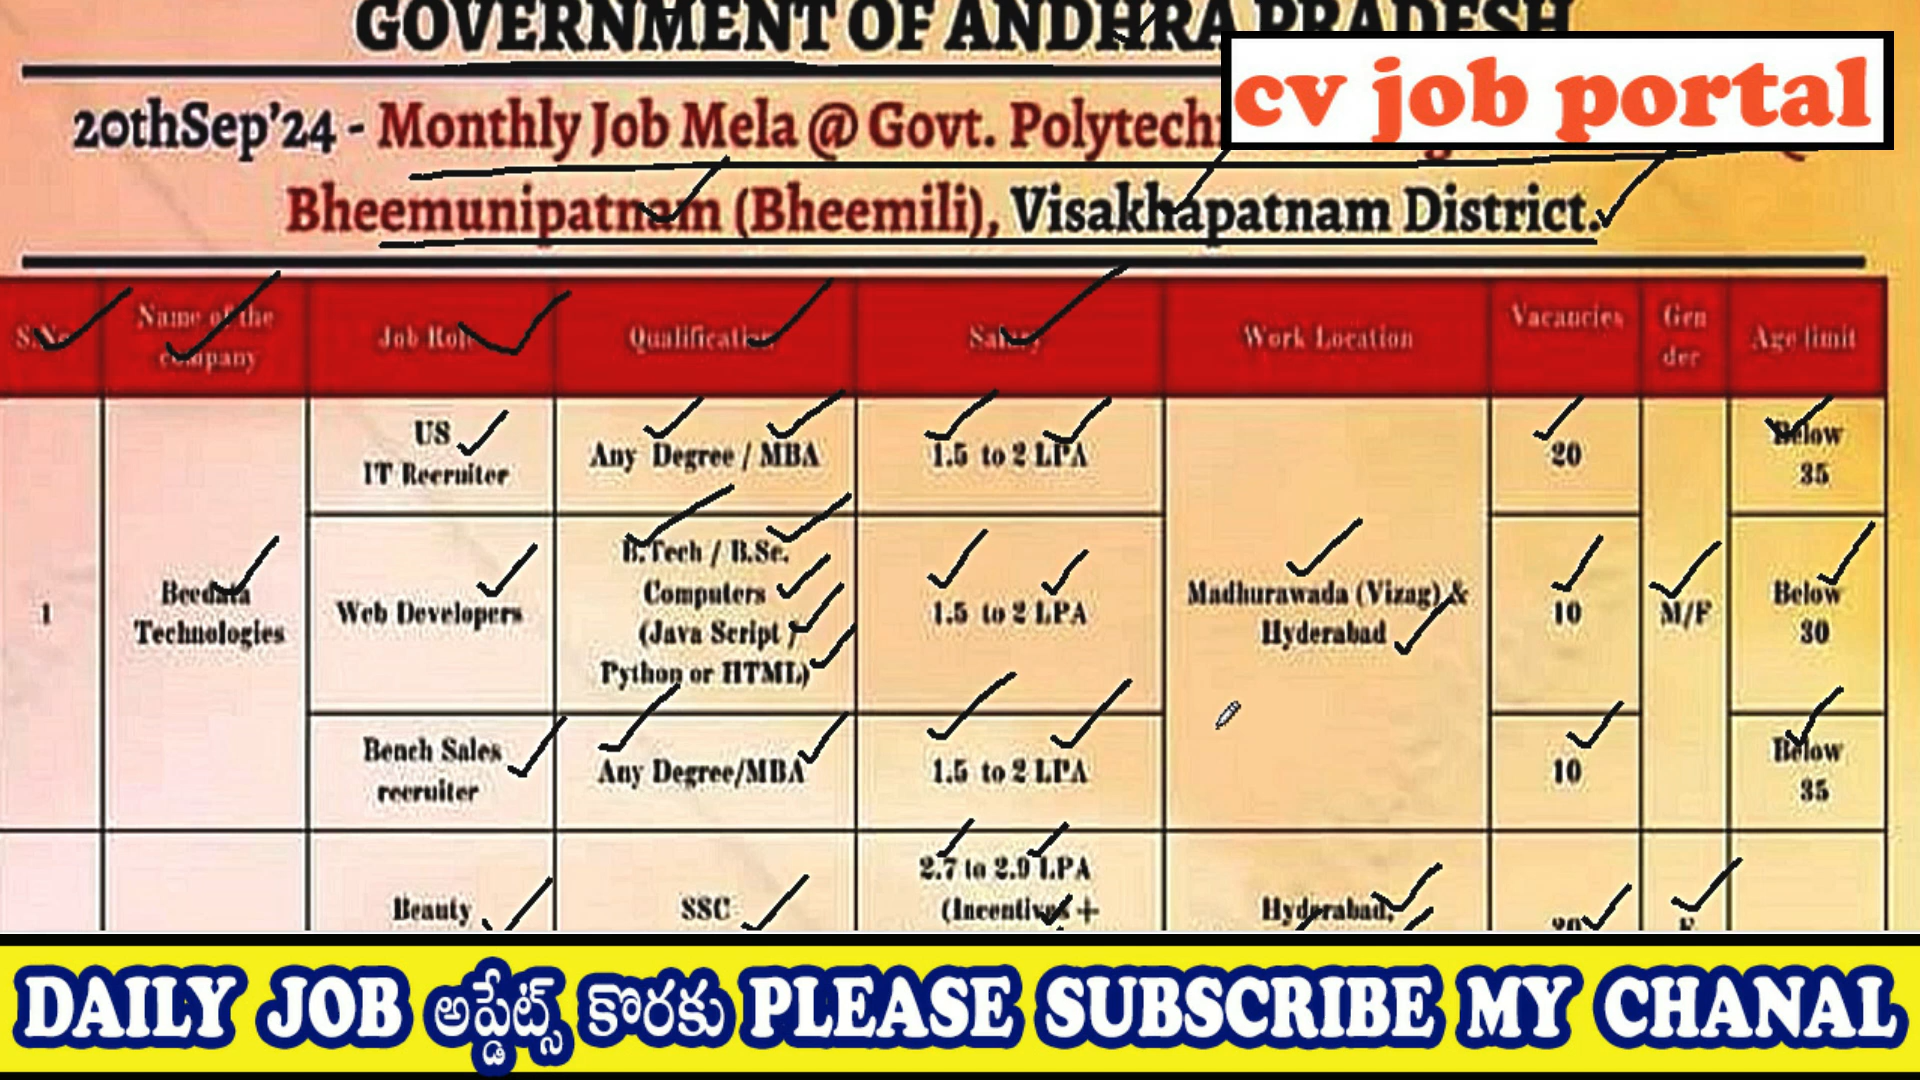 GOVERNMENT OF ANDHRA PRADESH
cv job portal
20thSep'24 - Monthly Job Mela @ Govt.
Bheemunipatnam (Bheemili), Visakhapatnam District.
S.No Name of the company Job Role Qualification Salary Work Location Vacancies Gen der Age limit
1
Beedata
Technologies
US
IT Recruiter
Any Degree / MBA
1.5 to 2 LPA
20
Below
35
Web Developers
B.Tech / B.Sc.
Computers
(Java Script /
Python or HTML)
1.5 to 2 LPA
Madhurawada (Vizag) &
Hyderabad
10
M/F
Below
30
Bench Sales
recruiter
Any Degree/MBA
1.5 to 2 LPA
10
Below
35
Beauty
SSC
2.7 to 2.9 LPA
(Incentives +
Hyderabad,
DAILY JOB అప్డేట్స్ కొరకు PLEASE SUBSCRIBE MY CHANAL